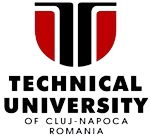 TECHNICAL
UNIVERSITY
OF CLUJ-NAPOCA
ROMANIA